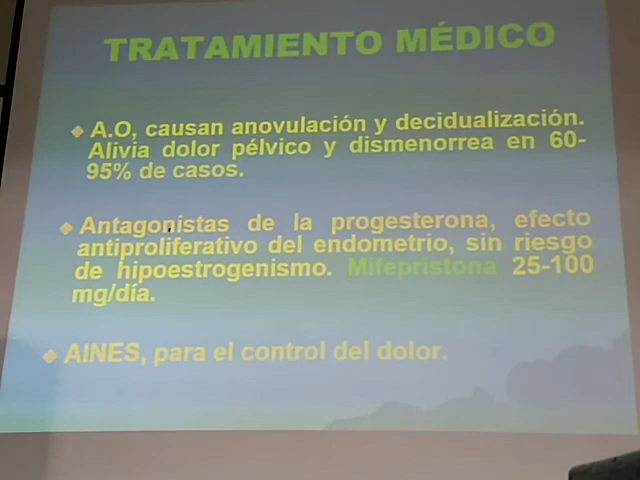 TRATAMIENTO MÉDICO
A.O, causan anovulación y decidualización.
Alivia dolor pélvico y dismenorrea en 60-
95% de casos.
Antagonistas de la progesterona, efecto
antiproliferativo del endometrio, sin riesgo
de hipoestrogenismo. Mifepristona 25-100
mg/día.
AINES, para el control del dolor.